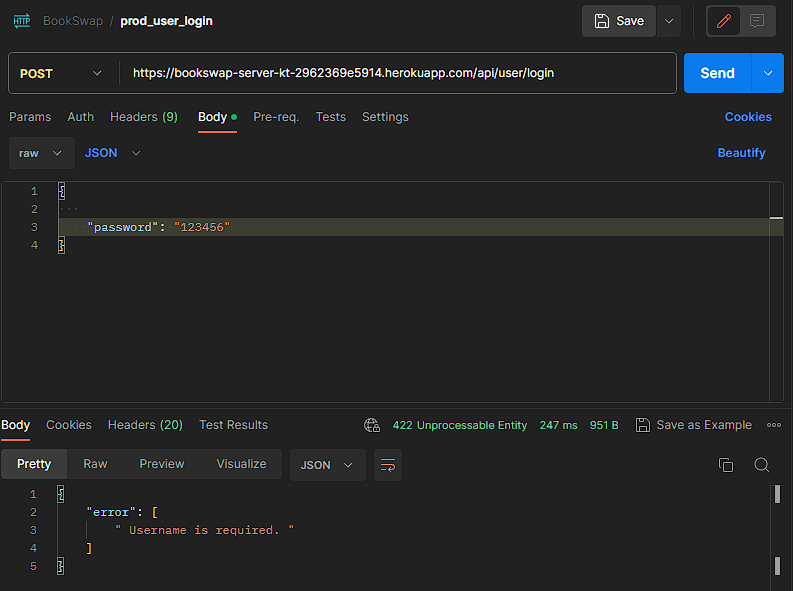 HTTP BookSwap / prod_user_login Save
POST https://bookswap-server-kt-2962369e5914.herokuapp.com/api/user/login Send
Params Auth Headers (9) Body Pre-req. Tests Settings Cookies
raw JSON Beautify
1 {
2 ...
3 "password": "123456"
4 }
Body Cookies Headers (20) Test Results 422 Unprocessable Entity 247 ms 951 B Save as Example
Pretty Raw Preview Visualize JSON
1 {
2 "error": [
3 " Username is required. "
4 ]
5 }